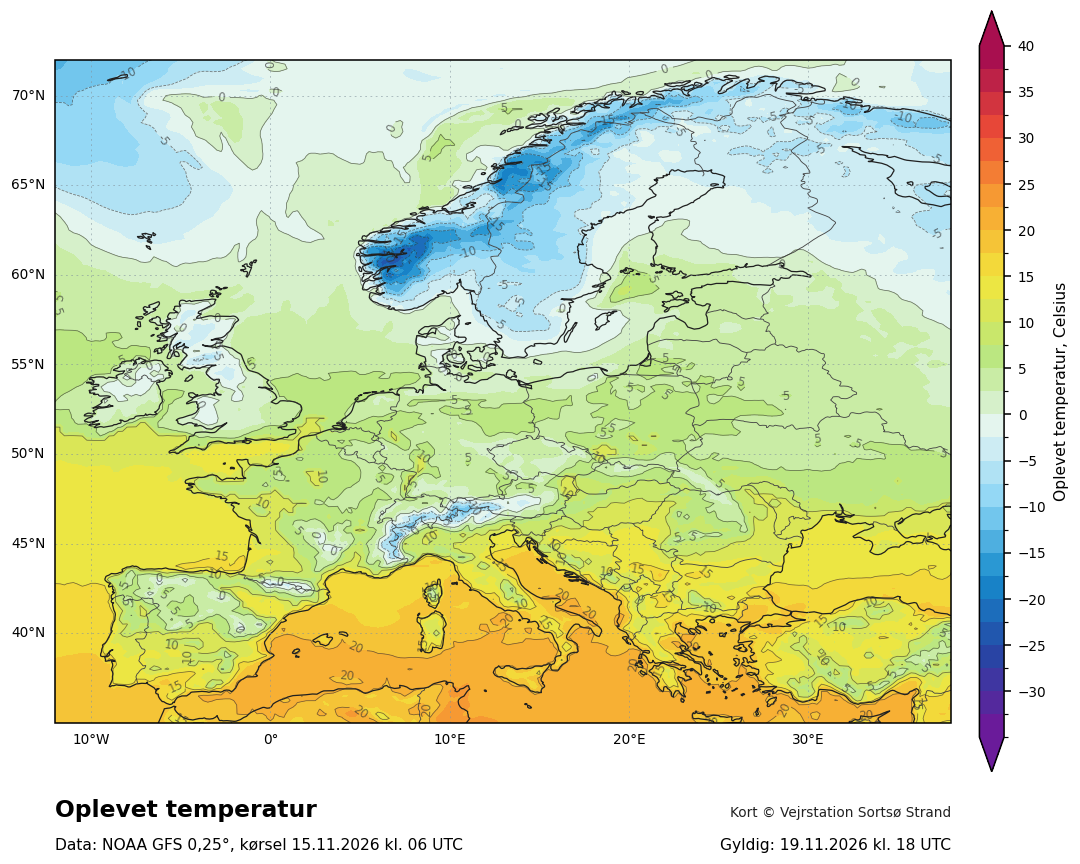 70°N
65°N
60°N
55°N
50°N
45°N
40°N
10°W 0° 10°E 20°E 30°E
40
35
30
25
20
15
10
5
0
−5
−10
−15
−20
−25
−30
Oplevet temperatur, Celsius
Oplevet temperatur
Kort © Vejrstation Sortsø Strand
Data: NOAA GFS 0,25°, kørsel 15.11.2026 kl. 06 UTC
Gyldig: 19.11.2026 kl. 18 UTC